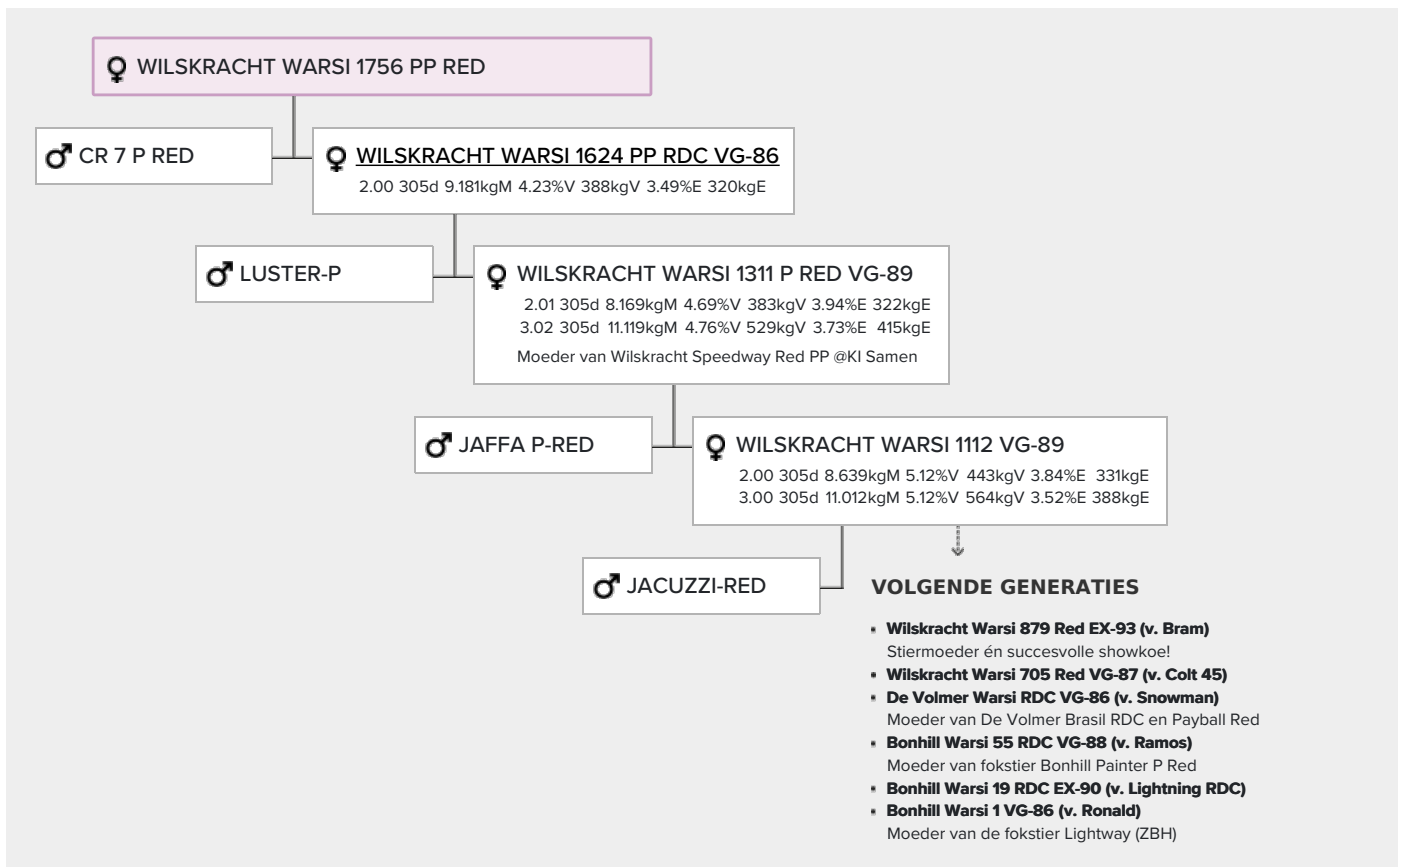 WILSKRACHT WARSI 1756 PP RED
CR 7 P RED
WILSKRACHT WARSI 1624 PP RDC VG-86
2.00 305d 9.181kgM 4.23%V 388kgV 3.49%E 320kgE
LUSTER-P
WILSKRACHT WARSI 1311 P RED VG-89
2.01 305d 8.169kgM 4.69%V 383kgV 3.94%E 322kgE
3.02 305d 11.119kgM 4.76%V 529kgV 3.73%E 415kgE
Moeder van Wilskracht Speedway Red PP @KI Samen
JAFFA P-RED
WILSKRACHT WARSI 1112 VG-89
2.00 305d 8.639kgM 5.12%V 443kgV 3.84%E 331kgE
3.00 305d 11.012kgM 5.12%V 564kgV 3.52%E 388kgE
JACUZZI-RED
VOLGENDE GENERATIES
▪ Wilskracht Warsi 879 Red EX-93 (v. Bram)
Stiermoeder én succesvolle showkoe!
▪ Wilskracht Warsi 705 Red VG-87 (v. Colt 45)
▪ De Volmer Warsi RDC VG-86 (v. Snowman)
Moeder van De Volmer Brasil RDC en Payball Red
▪ Bonhill Warsi 55 RDC VG-88 (v. Ramos)
Moeder van fokstier Bonhill Painter P Red
▪ Bonhill Warsi 19 RDC EX-90 (v. Lightning RDC)
▪ Bonhill Warsi 1 VG-86 (v. Ronald)
Moeder van de fokstier Lightway (ZBH)